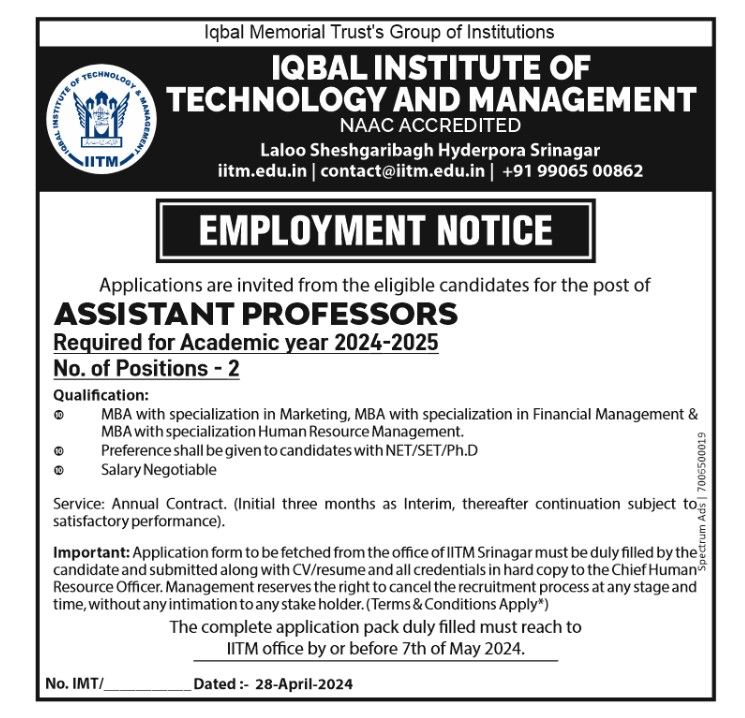 Iqbal Memorial Trust's Group of Institutions
IQBAL INSTITUTE OF TECHNOLOGY & MANAGEMENT
IITM
IQBAL INSTITUTE OF
TECHNOLOGY AND MANAGEMENT
NAAC ACCREDITED
Laloo Sheshgaribagh Hyderpora Srinagar
iitm.edu.in | contact@iitm.edu.in | +91 99065 00862
EMPLOYMENT NOTICE
Applications are invited from the eligible candidates for the post of
ASSISTANT PROFESSORS
Required for Academic year 2024-2025
No. of Positions - 2
Qualification:
MBA with specialization in Marketing, MBA with specialization in Financial Management &
MBA with specialization Human Resource Management.
Preference shall be given to candidates with NET/SET/Ph.D
Salary Negotiable
Service: Annual Contract. (Initial three months as Interim, thereafter continuation subject to
satisfactory performance).
Important: Application form to be fetched from the office of IITM Srinagar must be duly filled by the
candidate and submitted along with CV/resume and all credentials in hard copy to the Chief Human
Resource Officer. Management reserves the right to cancel the recruitment process at any stage and
time, without any intimation to any stake holder. (Terms & Conditions Apply*)
The complete application pack duly filled must reach to
IITM office by or before 7th of May 2024.
No. IMT/___________ Dated :- 28-April-2024
Spectrum Ads | 7006500019